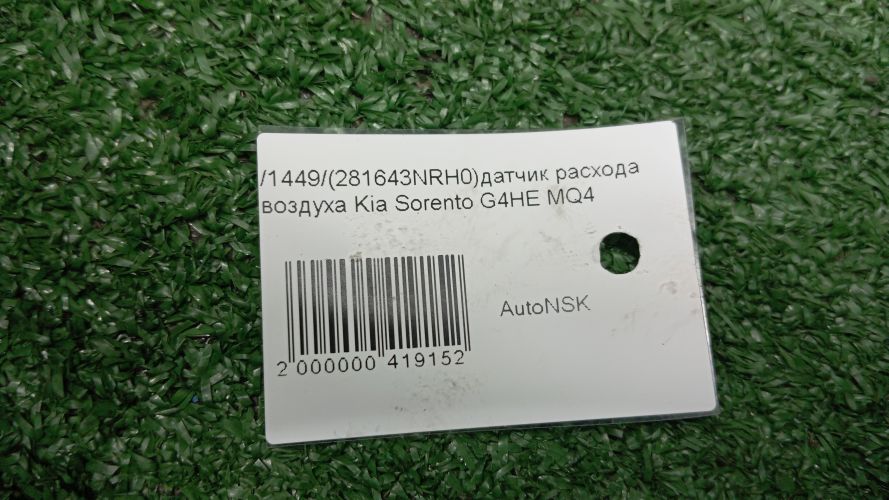 /1449/(281643NRH0)датчик расхода
воздуха Kia Sorento G4HE MQ4
AutoNSK
2 000000 419152